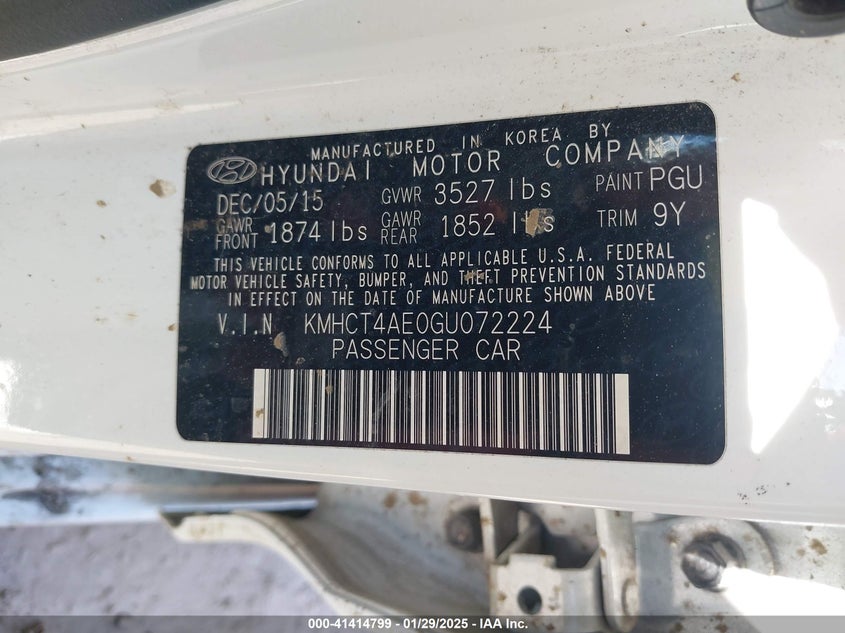 MANUFACTURED IN KOREA BY
HYUNDAI MOTOR COMPANY
DEC/05/15 GVWR 3527 lbs PAINT PGU
GAWR FRONT 1874 lbs GAWR REAR 1852 lbs TRIM 9Y
THIS VEHICLE CONFORMS TO ALL APPLICABLE U.S.A. FEDERAL
MOTOR VEHICLE SAFETY, BUMPER, AND THEFT PREVENTION STANDARDS
IN EFFECT ON THE DATE OF MANUFACTURE SHOWN ABOVE
V.I.N KMHCT4AE0GU072224
PASSENGER CAR
000-41414799 - 01/29/2025 - IAA Inc.